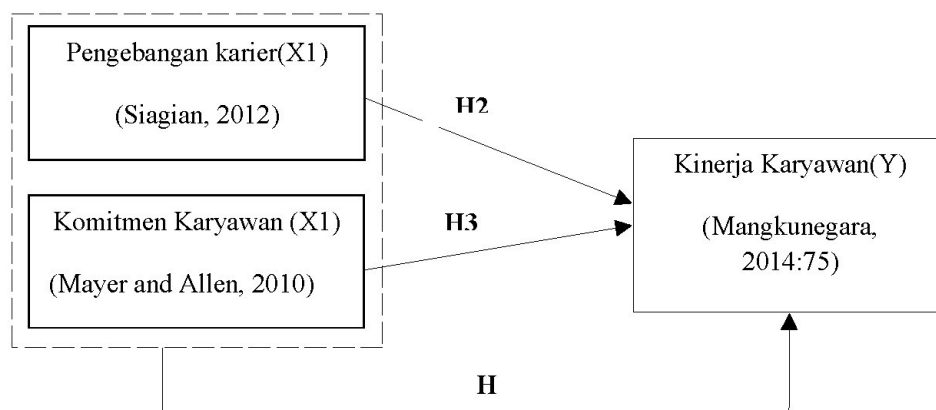 Pengebangan karier(X1)
(Siagian, 2012)
H2
Komitmen Karyawan (X1)
(Mayer and Allen, 2010)
H3
Kinerja Karyawan(Y)
(Mangkunegara,
2014:75)
H